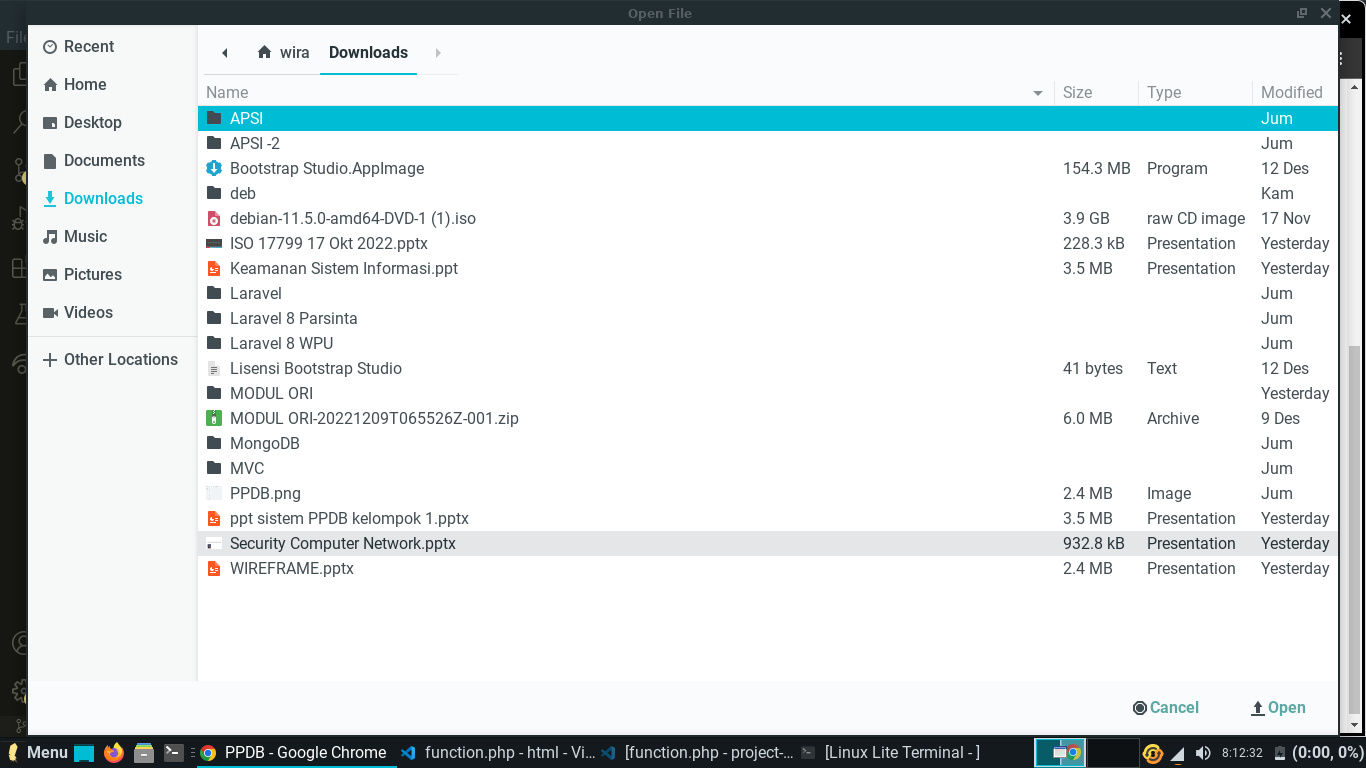 Open File
File
Recent
Home
Desktop
Documents
Downloads
Music
Pictures
Videos
Other Locations
wira Downloads
Name Size Type Modified
APSI Jum
APSI -2 Jum
Bootstrap Studio.AppImage 154.3 MB Program 12 Des
deb Kam
debian-11.5.0-amd64-DVD-1 (1).iso 3.9 GB raw CD image 17 Nov
ISO 17799 17 Okt 2022.pptx 228.3 kB Presentation Yesterday
Keamanan Sistem Informasi.ppt 3.5 MB Presentation Yesterday
Laravel Jum
Laravel 8 Parsinta Jum
Laravel 8 WPU Jum
Lisensi Bootstrap Studio 41 bytes Text 12 Des
MODUL ORI Yesterday
MODUL ORI-20221209T065526Z-001.zip 6.0 MB Archive 9 Des
MongoDB Jum
MVC Jum
PPDB.png 2.4 MB Image Jum
ppt sistem PPDB kelompok 1.pptx 3.5 MB Presentation Yesterday
Security Computer Network.pptx 932.8 kB Presentation Yesterday
WIREFRAME.pptx 2.4 MB Presentation Yesterday
Cancel Open
Menu PPDB - Google Chrome function.php - html - Vi... [function.php - project-... [Linux Lite Terminal - ] 8:12:32 (0:00, 0%)